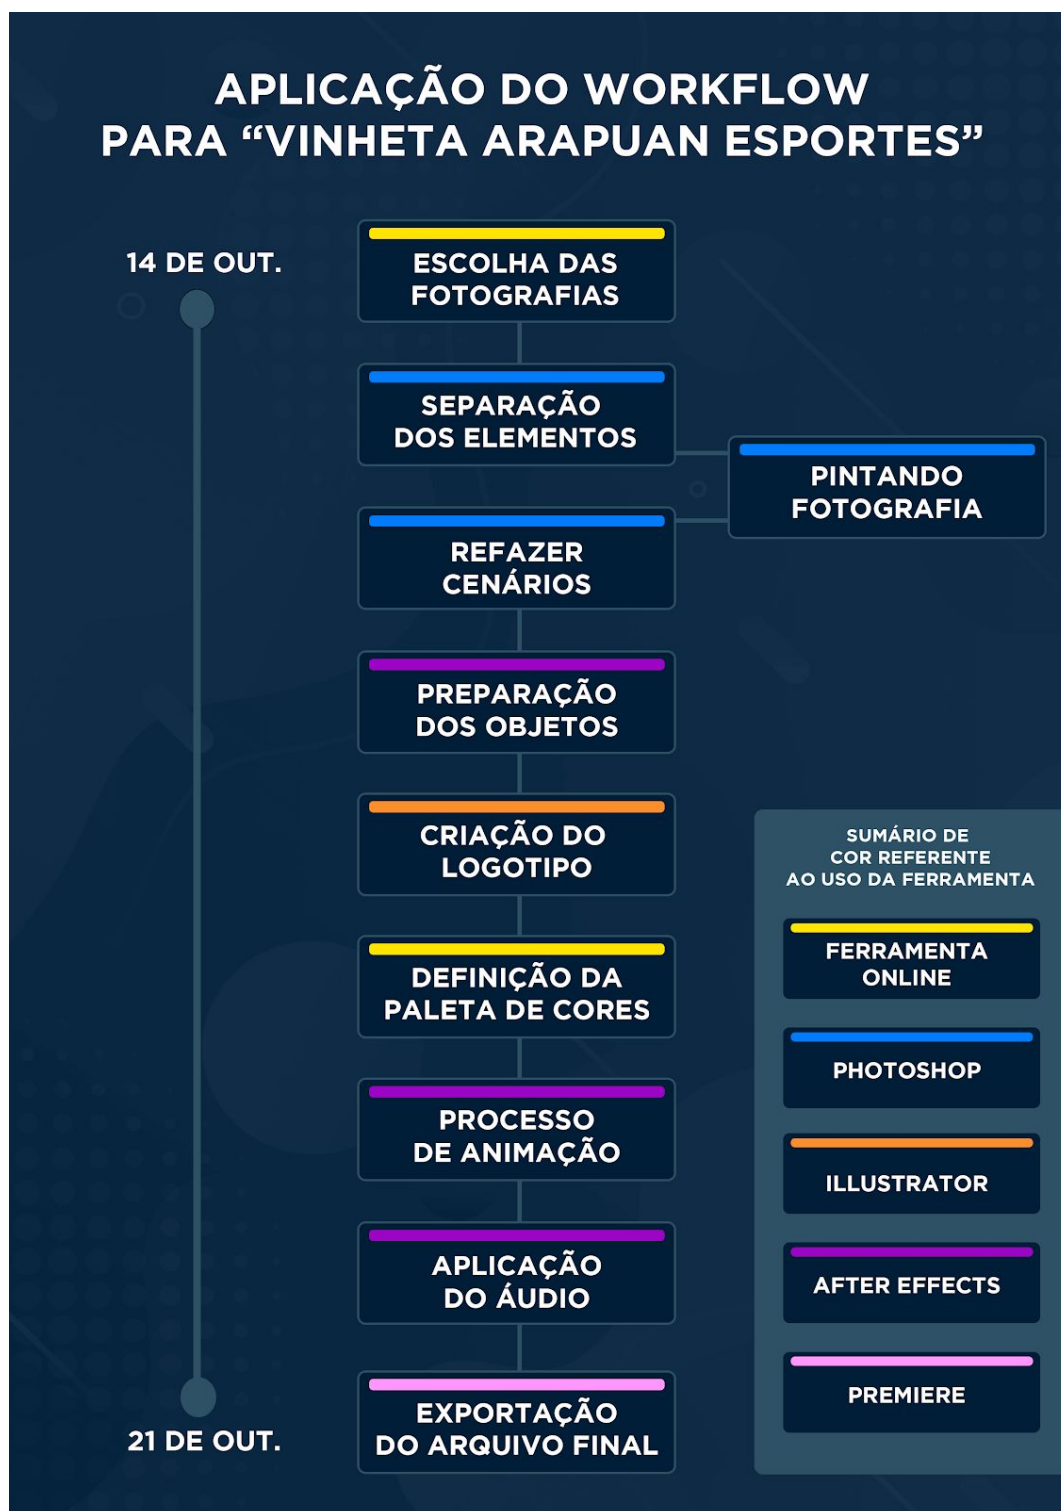 APLICAÇÃO DO WORKFLOW
PARA “VINHETA ARAPUAN ESPORTES”
14 DE OUT.
ESCOLHA DAS
FOTOGRAFIAS
SEPARAÇÃO
DOS ELEMENTOS
PINTANDO
FOTOGRAFIA
REFAZER
CENÁRIOS
PREPARAÇÃO
DOS OBJETOS
CRIAÇÃO DO
LOGOTIPO
DEFINIÇÃO DA
PALETA DE CORES
PROCESSO
DE ANIMAÇÃO
APLICAÇÃO
DO ÁUDIO
EXPORTAÇÃO
DO ARQUIVO FINAL
21 DE OUT.
SUMÁRIO DE
COR REFERENTE
AO USO DA FERRAMENTA
FERRAMENTA
ONLINE
PHOTOSHOP
ILLUSTRATOR
AFTER EFFECTS
PREMIERE